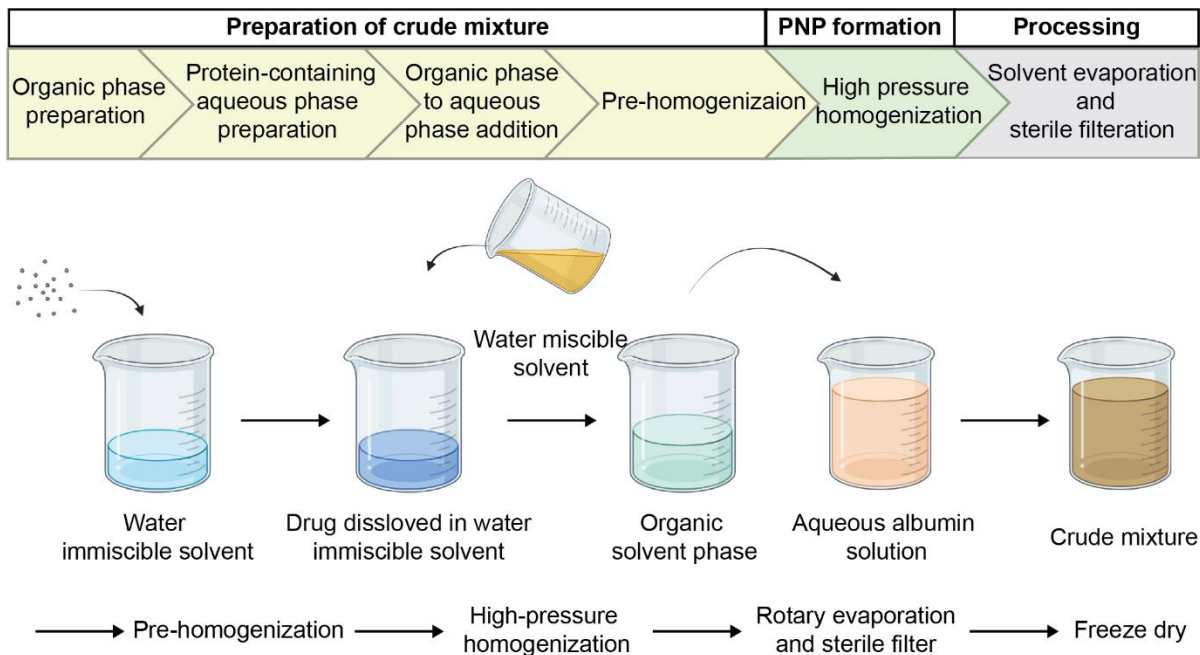 Preparation of crude mixture
PNP formation
Processing
Organic phase
preparation
Protein-containing
aqueous phase
preparation
Organic phase
to aqueous
phase addition
Pre-homogenizaion
High pressure
homogenization
Solvent evaporation
and
sterile filteration
Water miscible
solvent
Water
immiscible solvent
Drug dissloved in water
immiscible solvent
Organic
solvent phase
Aqueous albumin
solution
Crude mixture
Pre-homogenization
High-pressure
homogenization
Rotary evaporation
and sterile filter
Freeze dry